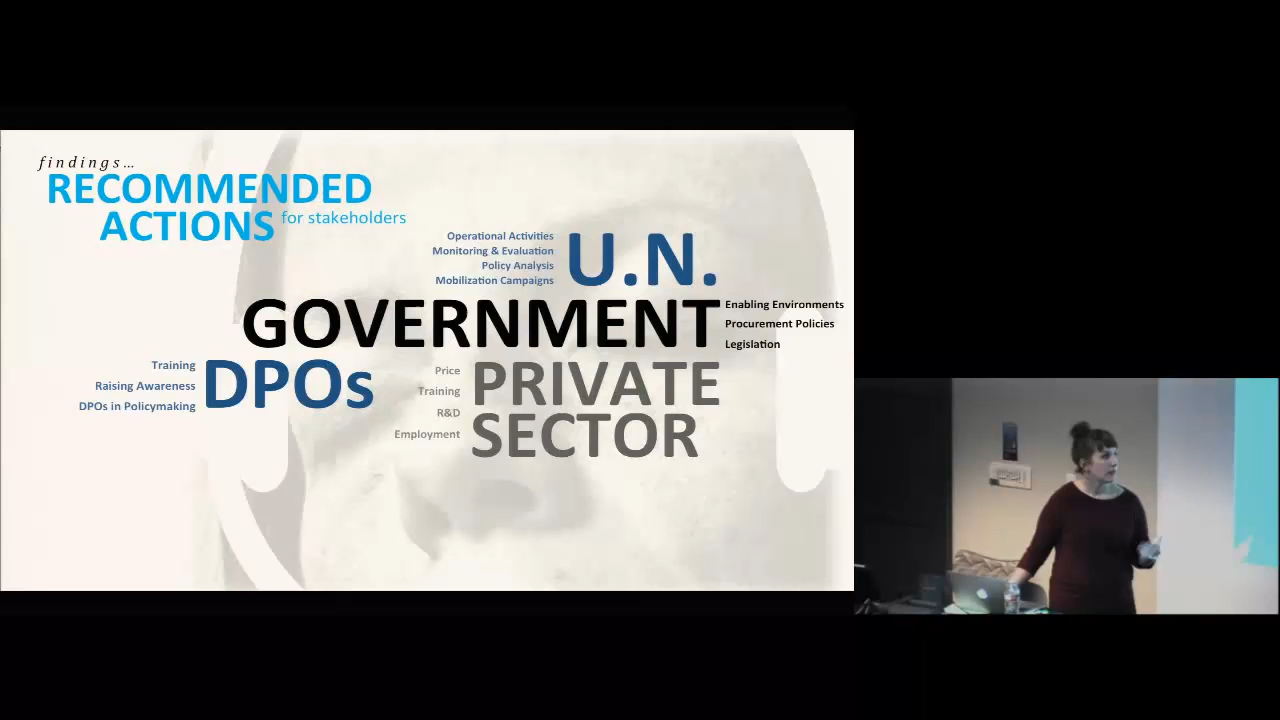 findings...
RECOMMENDED
ACTIONS for stakeholders
Operational Activities
Monitoring & Evaluation
Policy Analysis
Mobilization Campaigns
U.N.
GOVERNMENT
Enabling Environments
Procurement Policies
Legislation
Training
Raising Awareness
DPOs in Policymaking
DPOs
Price
Training
R&D
Employment
PRIVATE
SECTOR